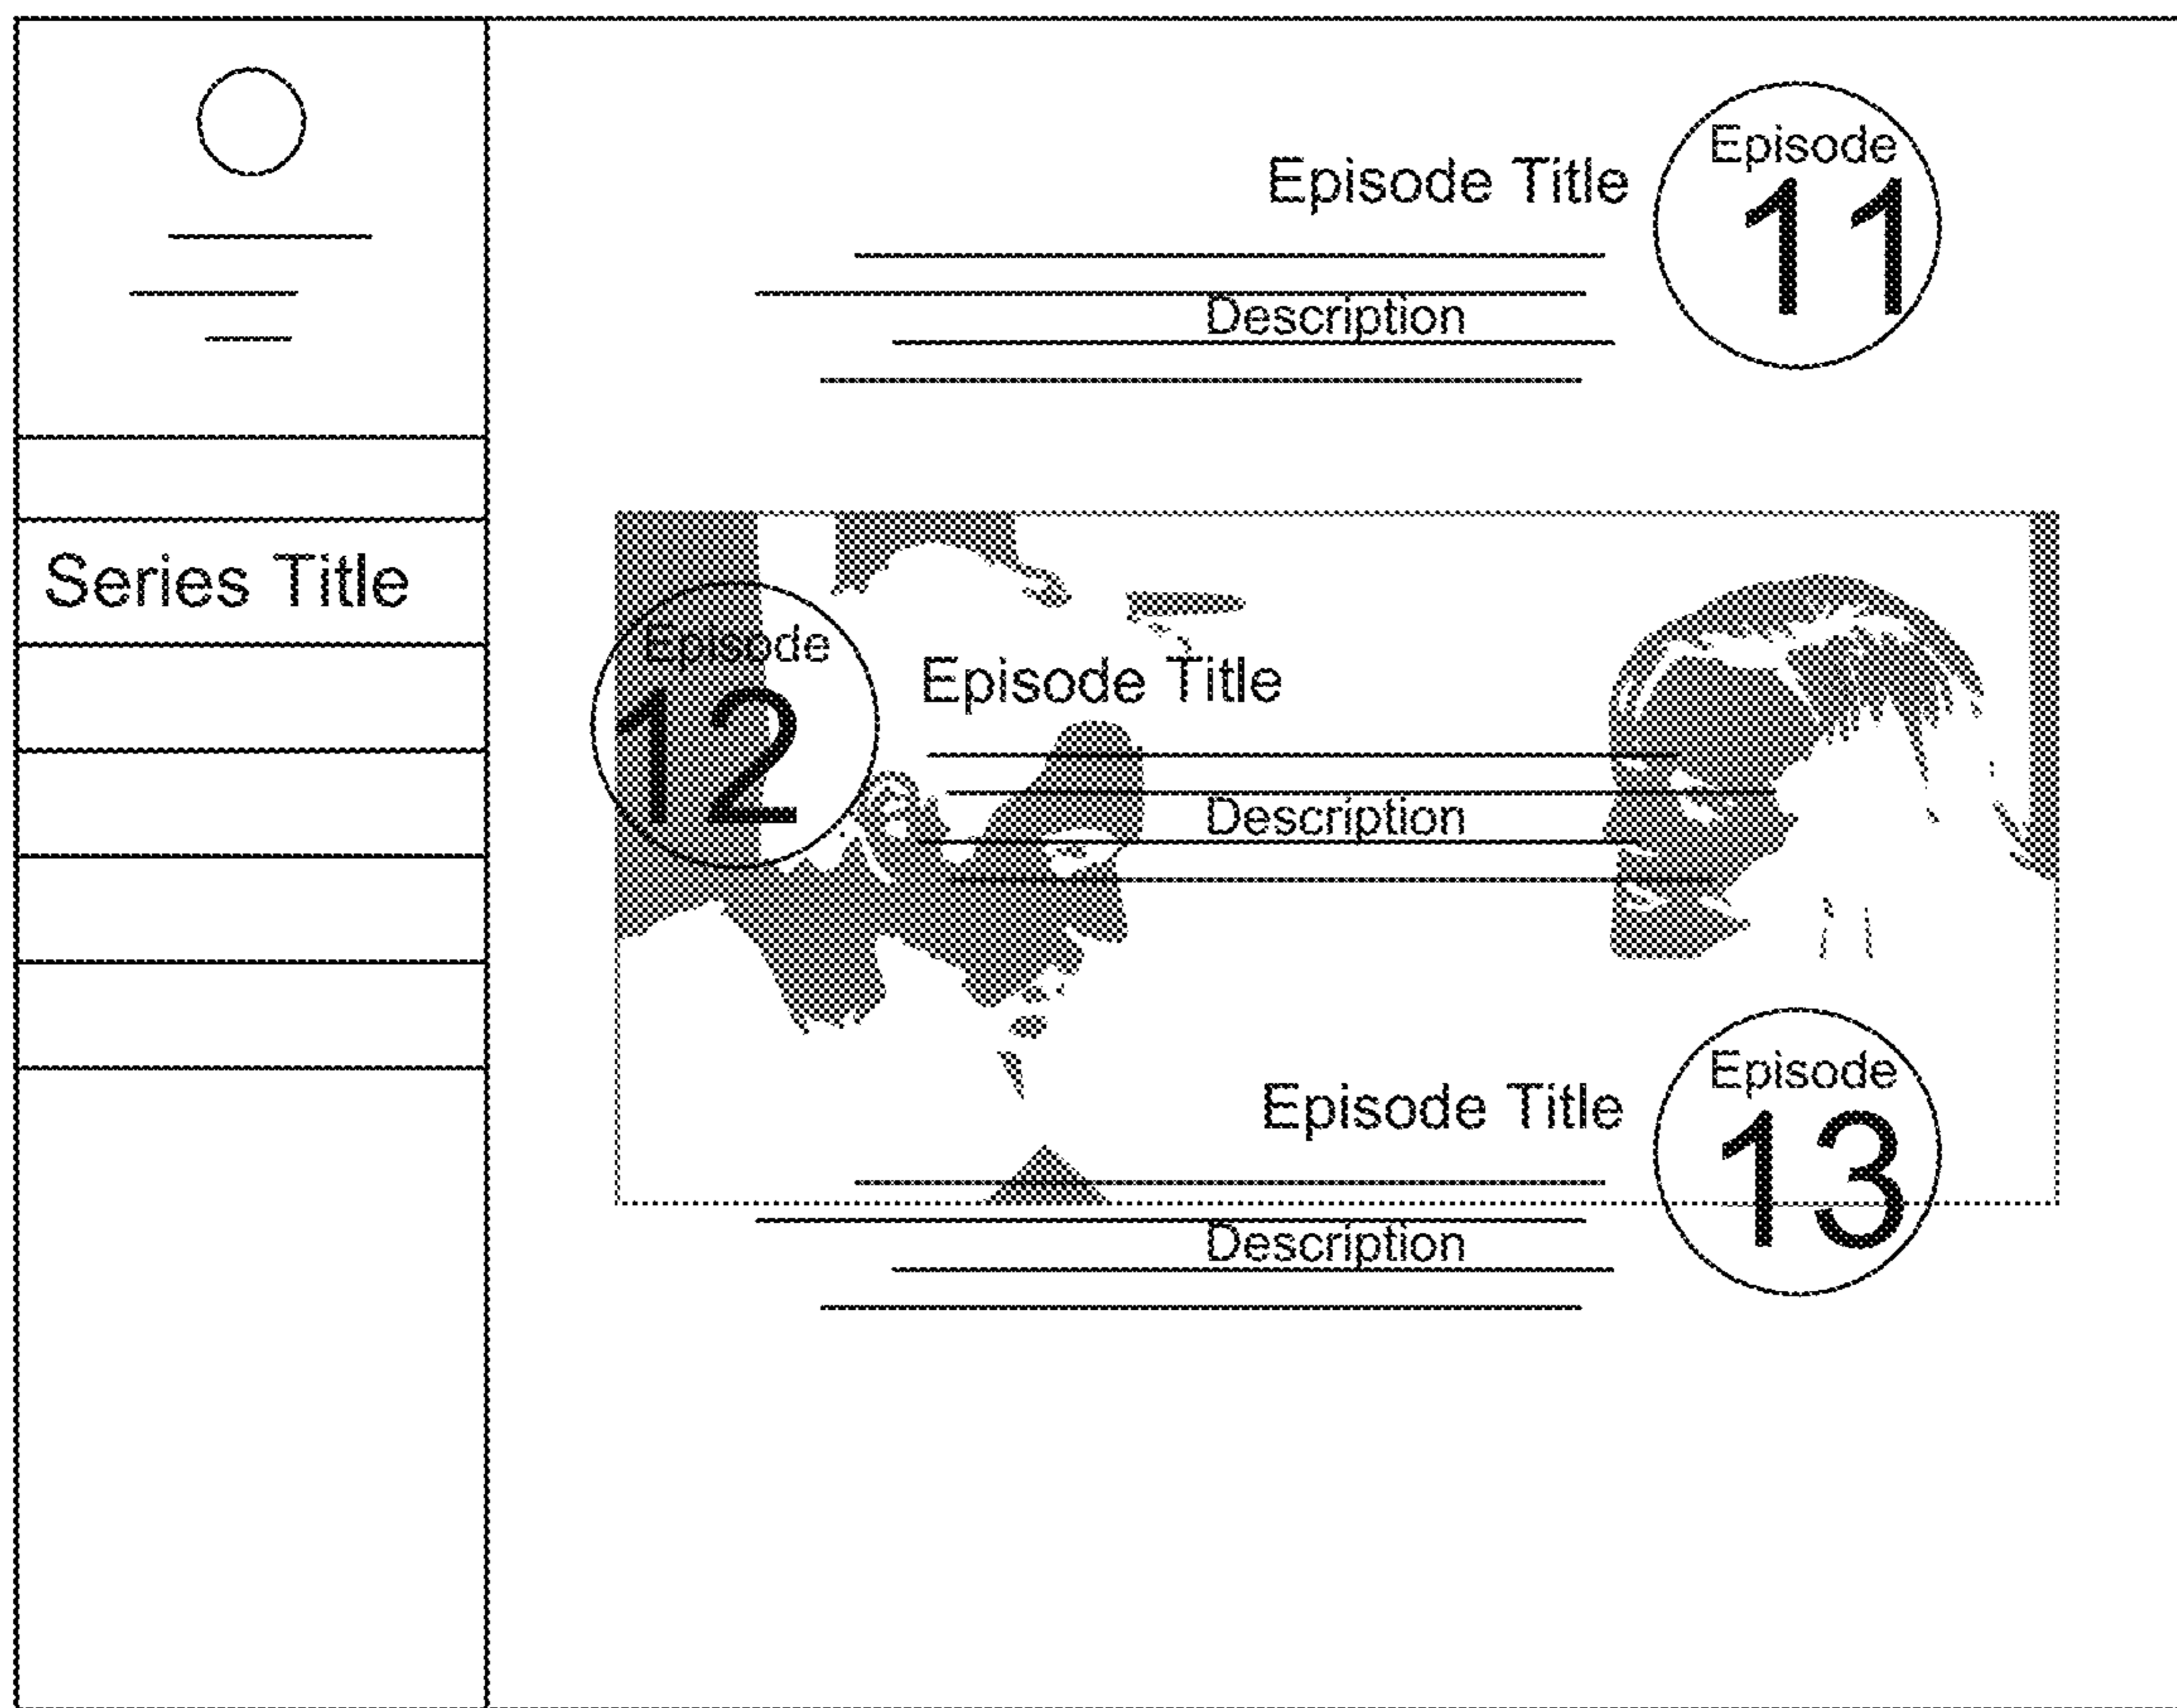 Series Title
Episode
11
Episode Title
Description
Episode
12
Episode Title
Description
Episode
13
Episode Title
Description